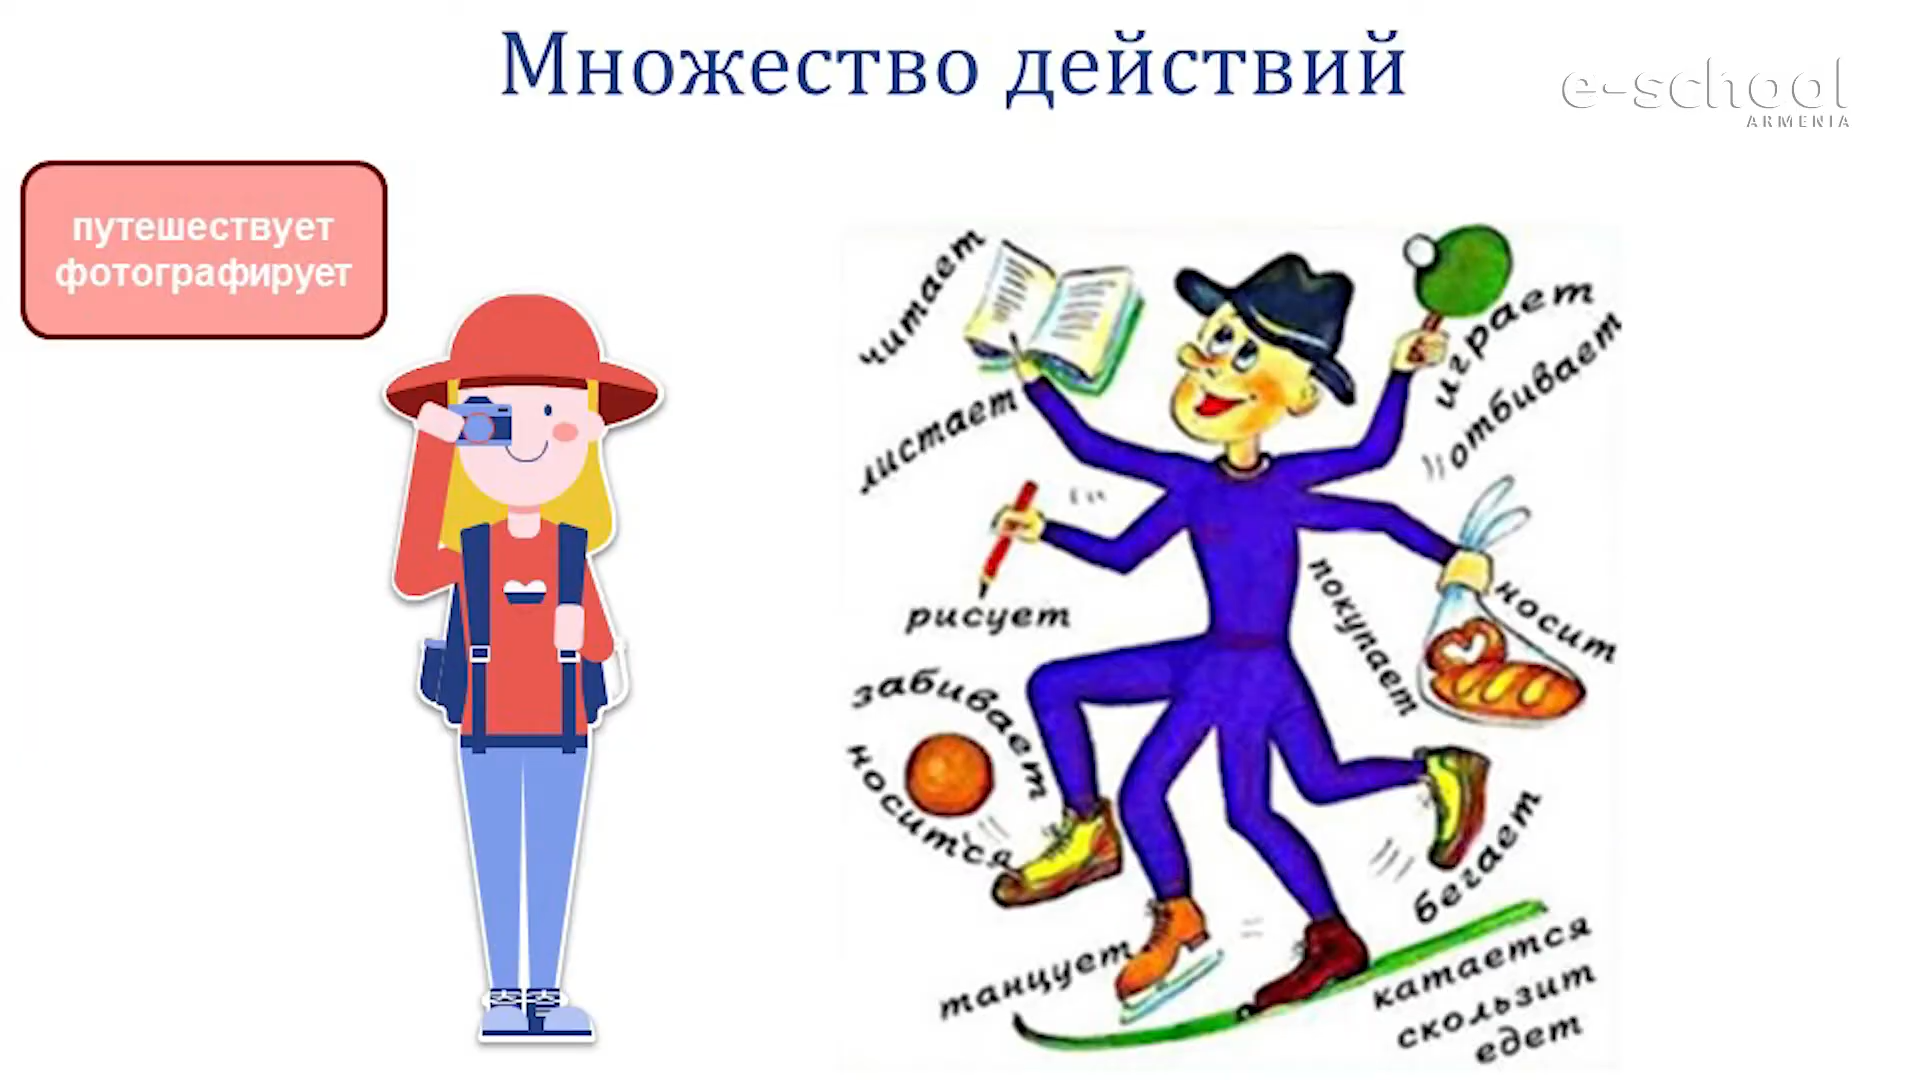 Множество действий
e-school
ARMENIA
путешествует
фотографирует
читает
листает
рисует
забивает
носится
танцует
играет
отбивает
носит
покупает
бегает
катается
скользит
едет